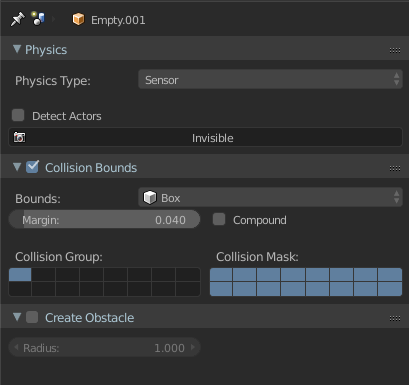 Empty.001
Physics
Physics Type: Sensor
Detect Actors
Invisible
Collision Bounds
Bounds: Box
Margin: 0.040 Compound
Collision Group: Collision Mask:
Create Obstacle
Radius: 1.000